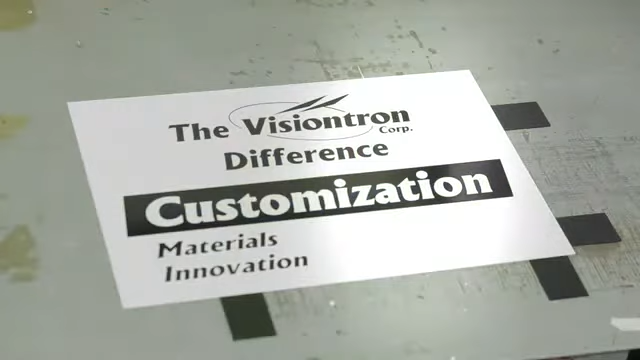 The Visiontron Corp.
Difference
Customization
Materials
Innovation